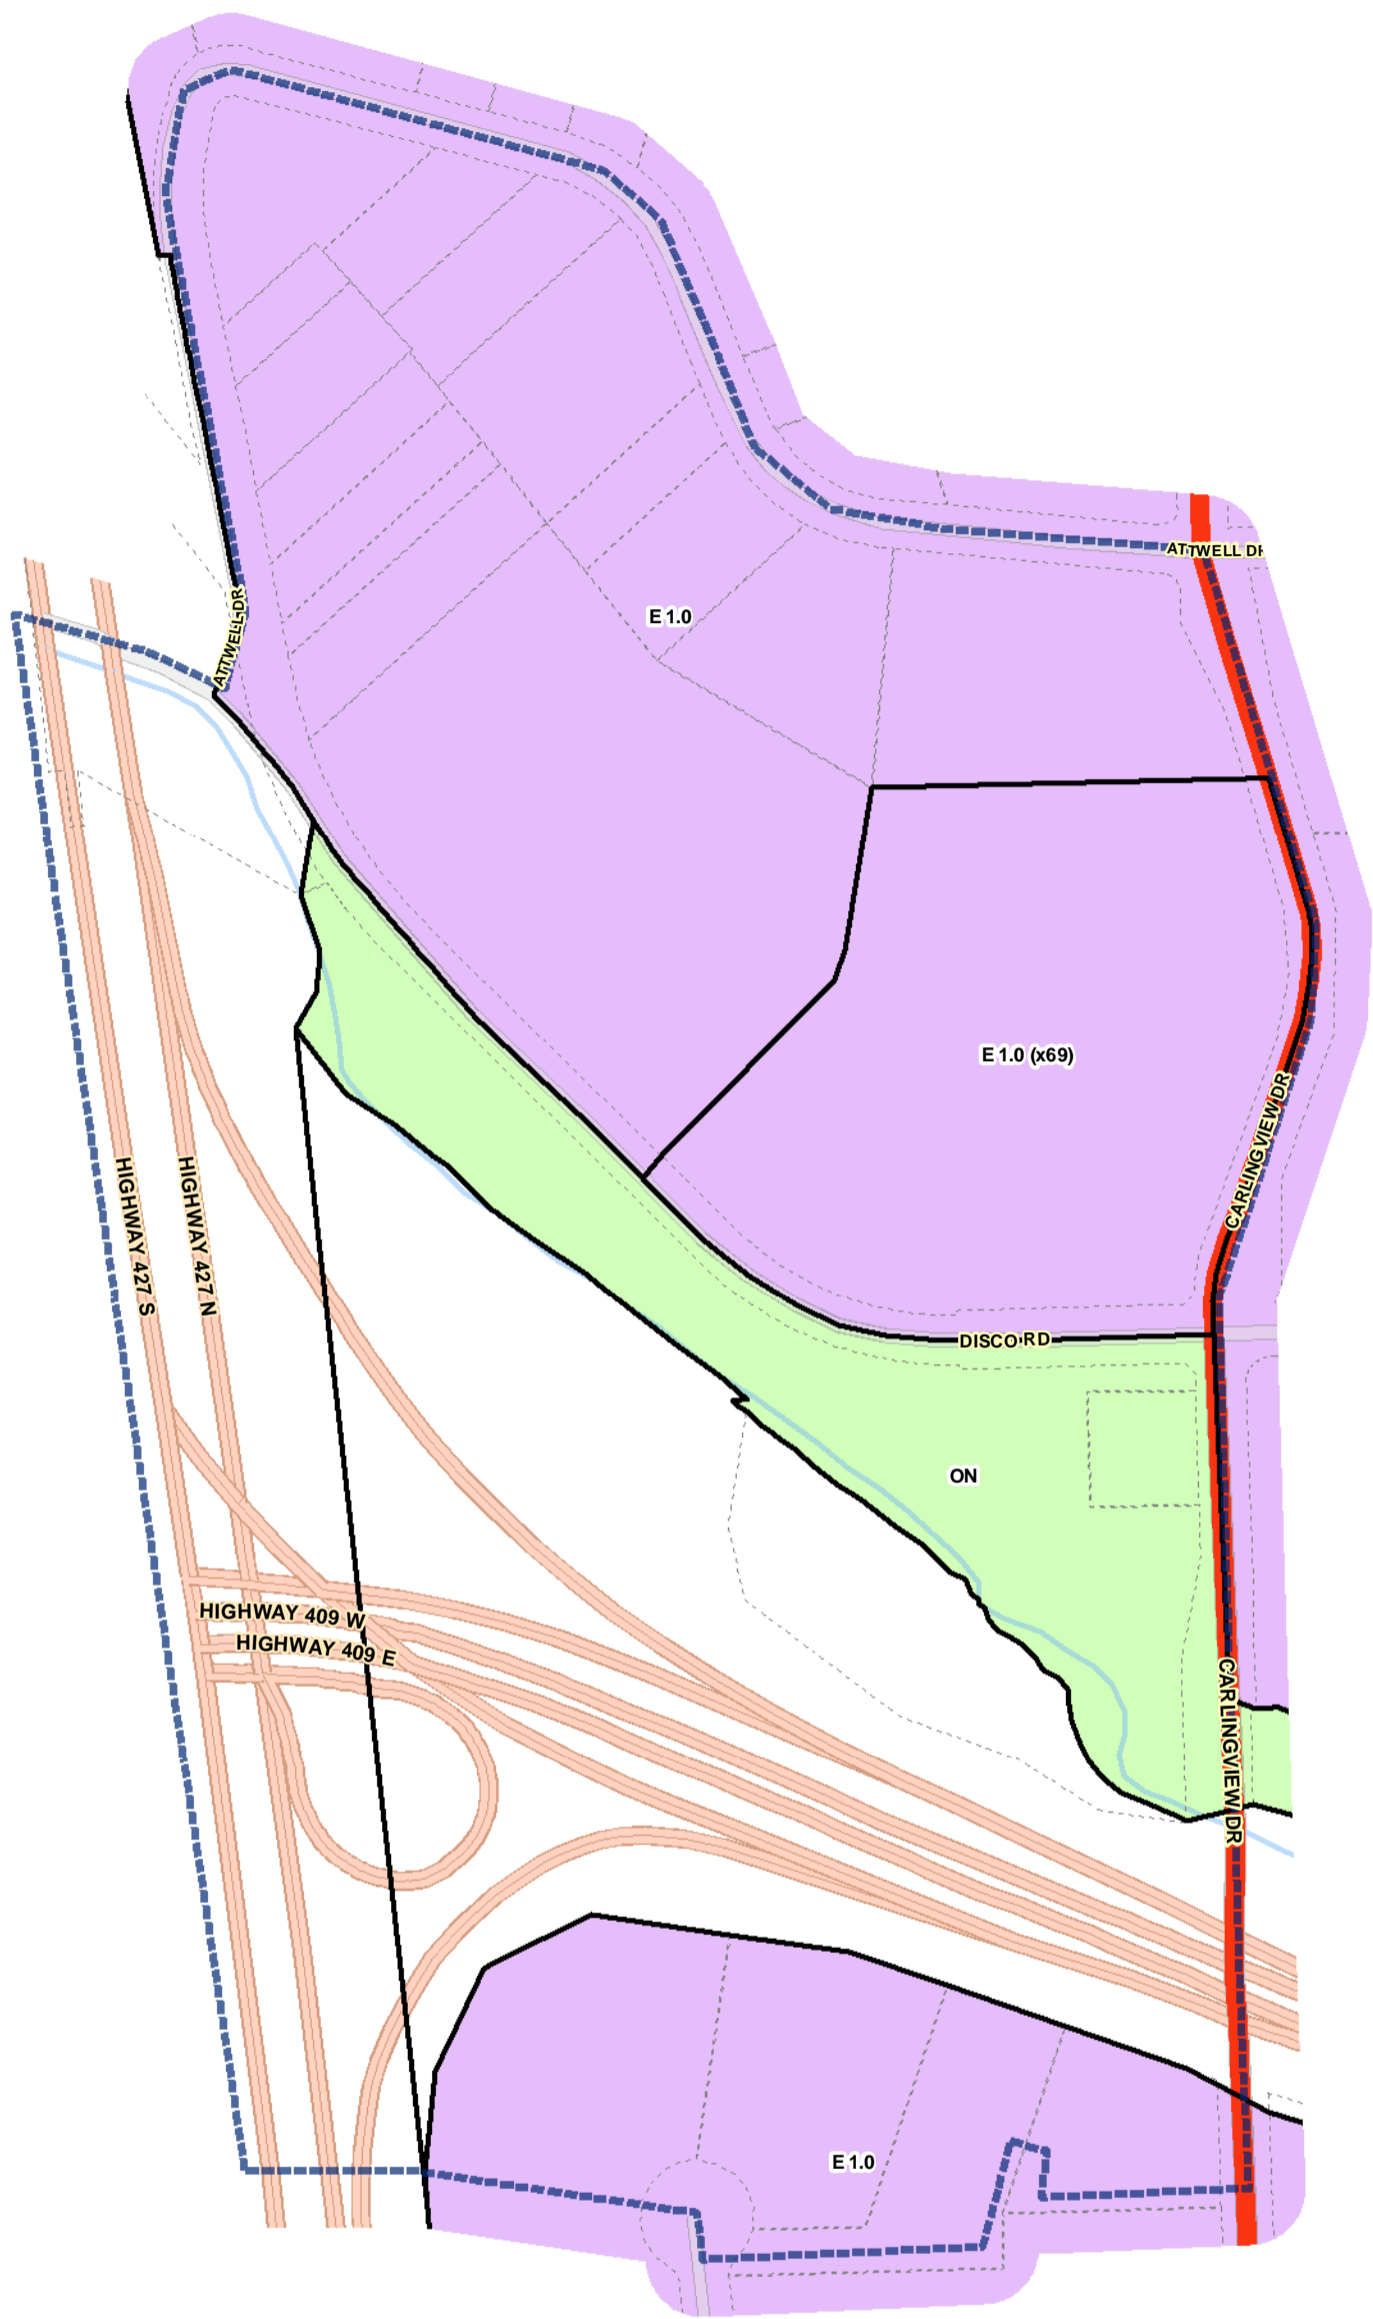 ATTWELL DR
E 1.0
ATTWELL DR
E 1.0 (x69)
CARLINGVIEW DR
HIGHWAY 427 S
HIGHWAY 427 N
DISCO RD
ON
HIGHWAY 409 W
HIGHWAY 409 E
CARLINGVIEW DR
E 1.0